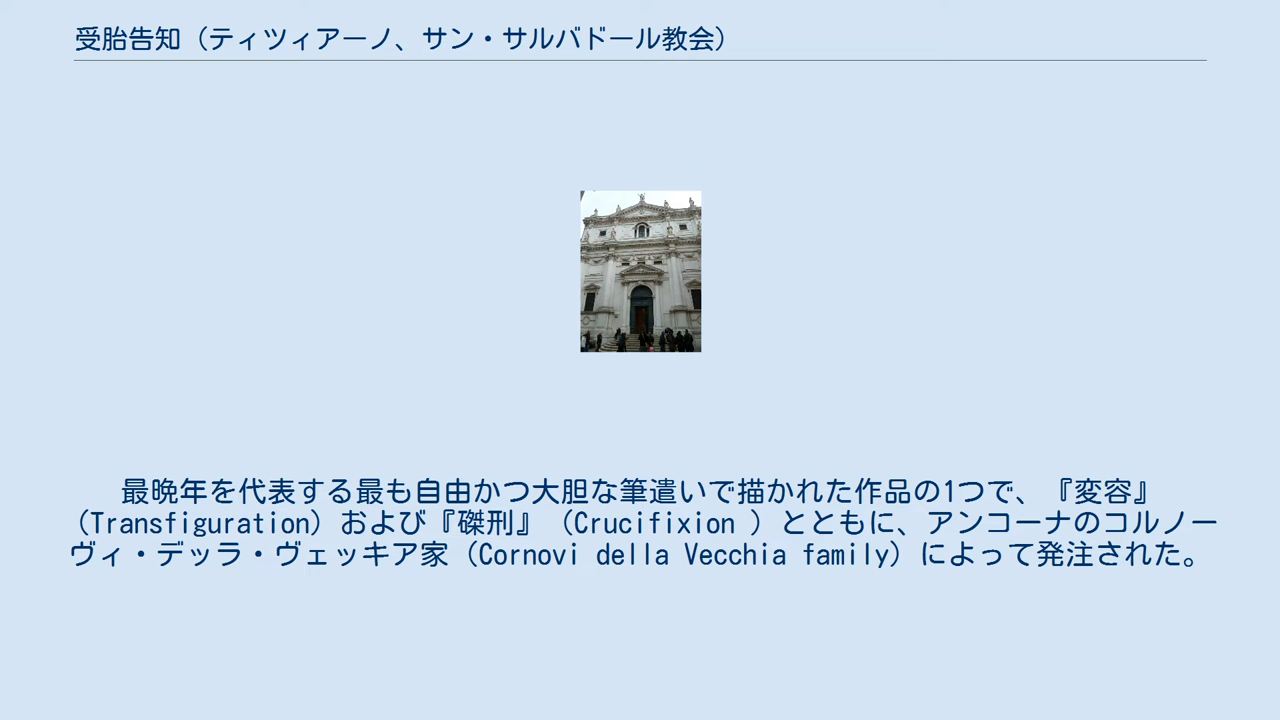 受胎告知（ティツィアーノ、サン・サルバドール教会）
最晩年を代表する最も自由かつ大胆な筆遣いで描かれた作品の1つで、『変容』
（Transfiguration）および『磔刑』（Crucifixion ）とともに、アンコーナのコルノー
ヴィ・デッラ・ヴェッキア家（Cornovi della Vecchia family）によって発注された。